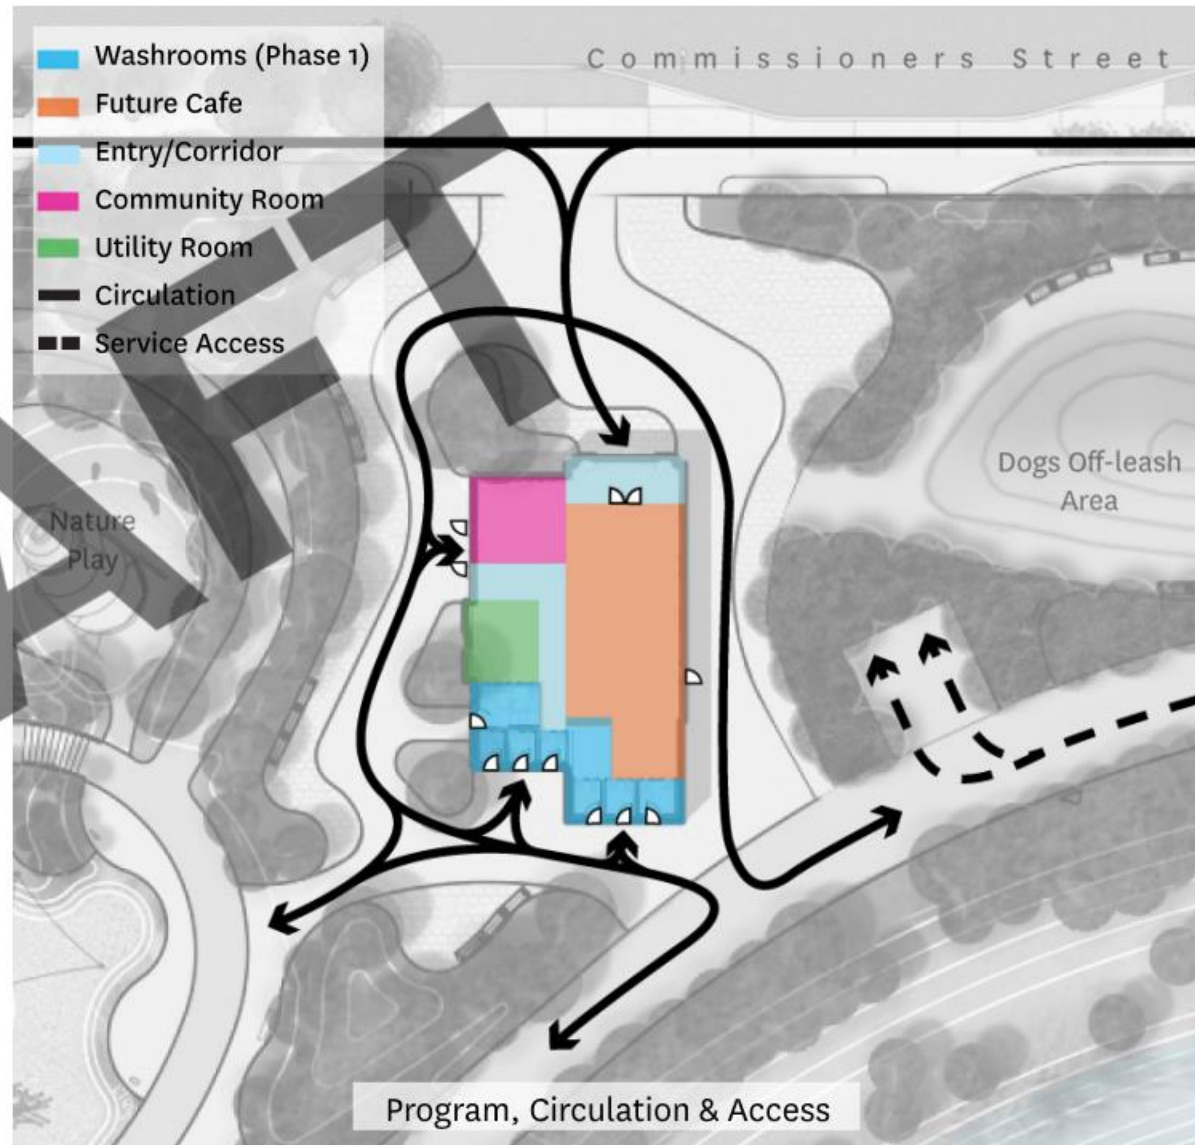 Washrooms (Phase 1)
Future Cafe
Entry/Corridor
Community Room
Utility Room
Circulation
Service Access
Commissioners Street
Dogs Off-leash
Area
Nature
Play
Program, Circulation & Access